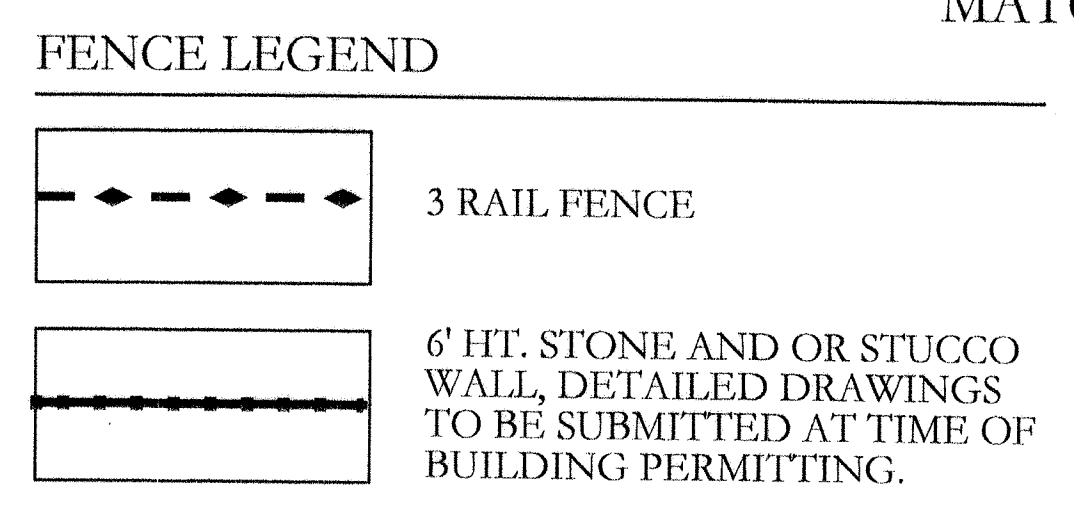 FENCE LEGEND
3 RAIL FENCE
6' HT. STONE AND OR STUCCO
WALL, DETAILED DRAWINGS
TO BE SUBMITTED AT TIME OF
BUILDING PERMITTING.